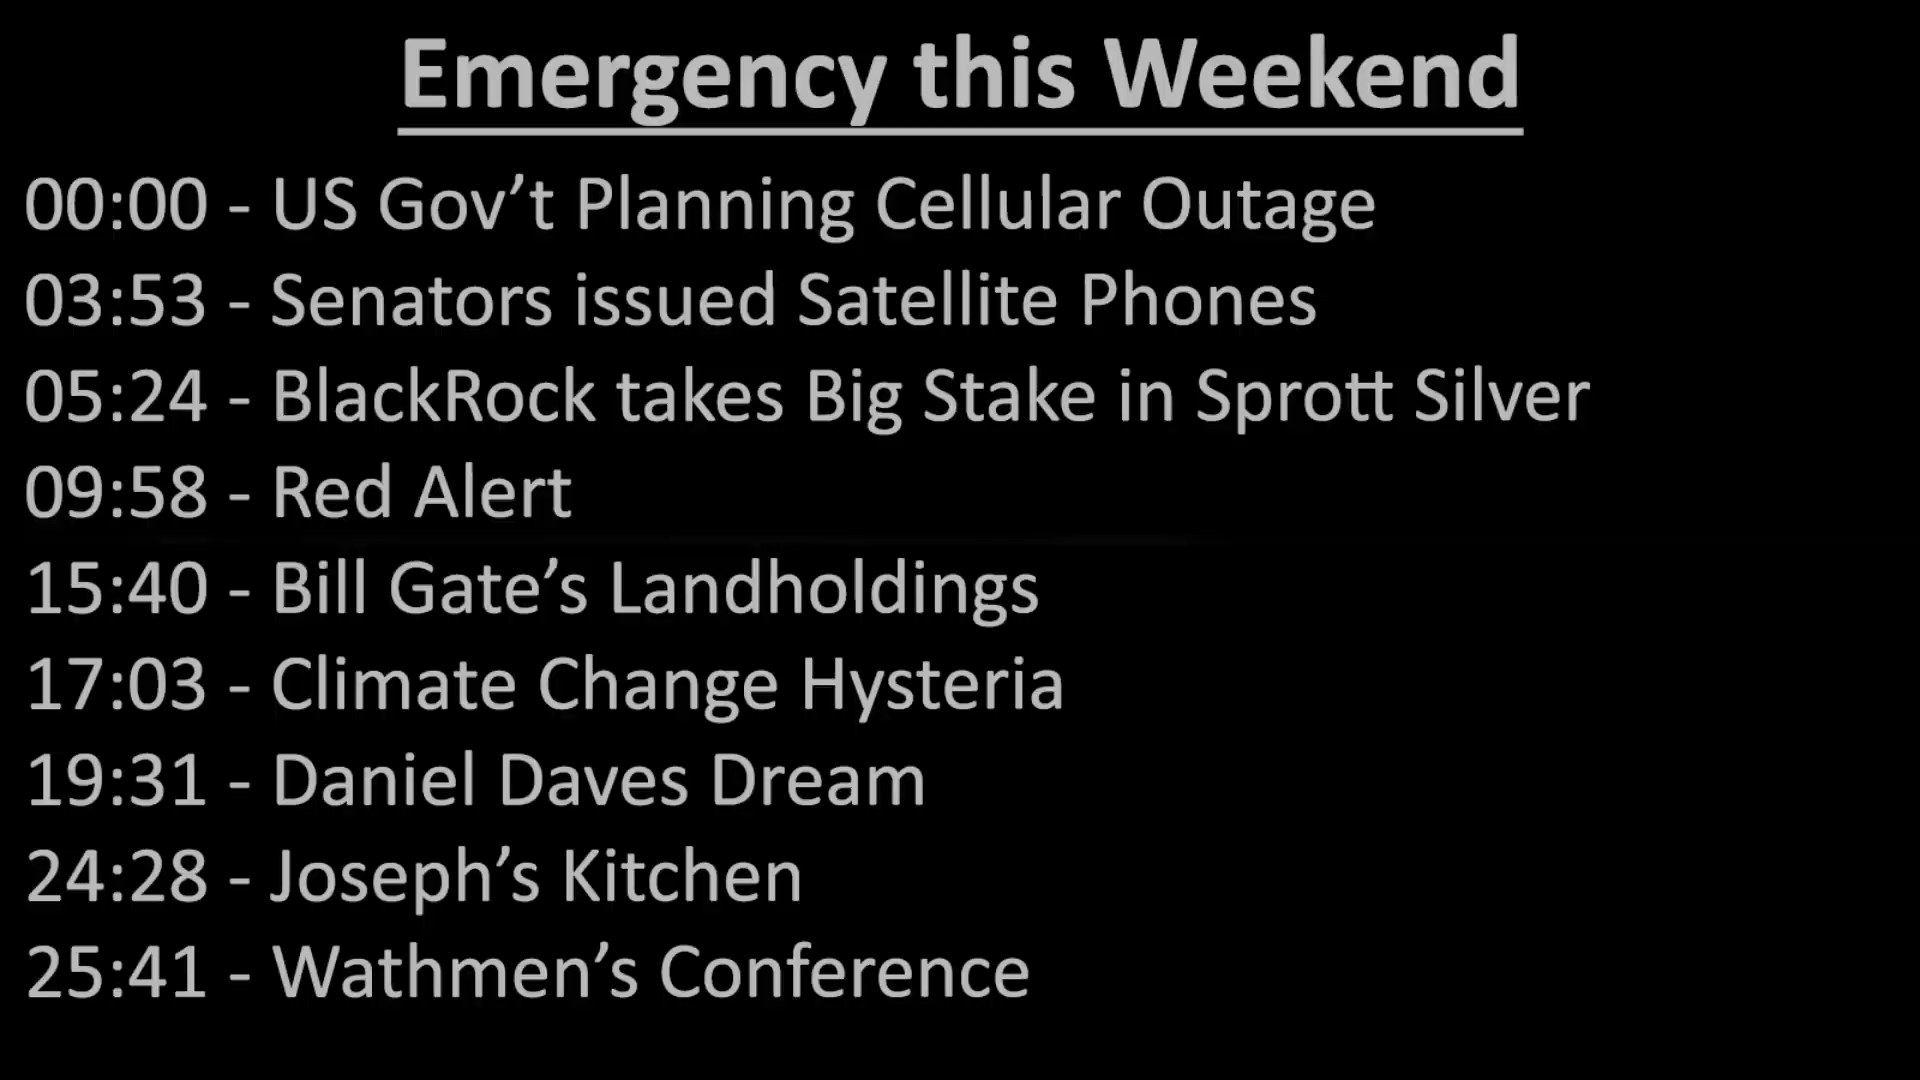 Emergency this Weekend
00:00 - US Gov’t Planning Cellular Outage
03:53 - Senators issued Satellite Phones
05:24 - BlackRock takes Big Stake in Sprott Silver
09:58 - Red Alert
15:40 - Bill Gate’s Landholdings
17:03 - Climate Change Hysteria
19:31 - Daniel Daves Dream
24:28 - Joseph’s Kitchen
25:41 - Wathmen’s Conference